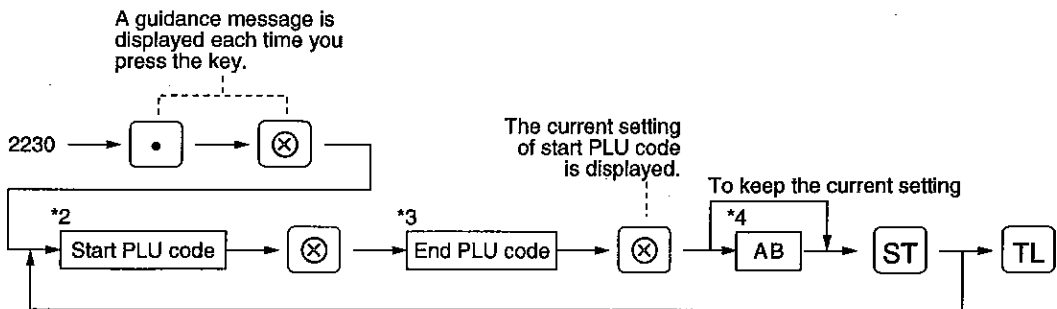 A guidance message is
displayed each time you
press the key.
2230
•
⊗
The current setting
of start PLU code
is displayed.
To keep the current setting
*2
Start PLU code
⊗
*3
End PLU code
⊗
*4
AB
ST
TL